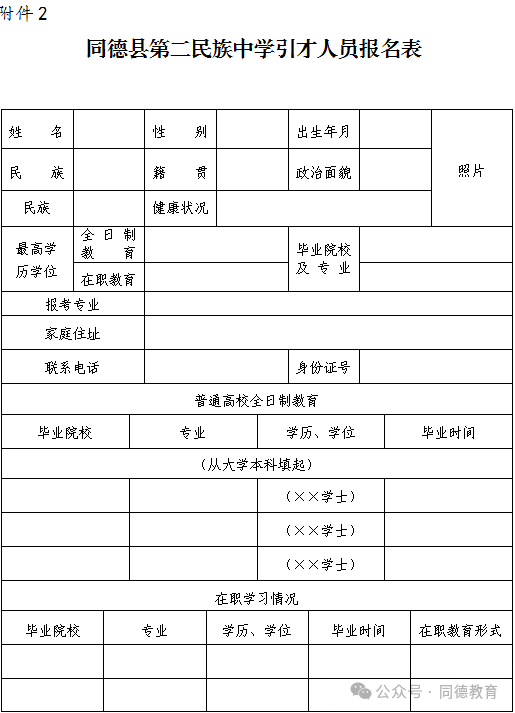 附件2
同德县第二民族中学引才人员报名表
姓 名 性 别 出生年月 照片
民 族 籍 贯 政治面貌
民族 健康状况
最高学历学位 全日制教育 毕业院校及专业
在职教育
报考专业
家庭住址
联系电话 身份证号
普通高校全日制教育
毕业院校 专业 学历、学位 毕业时间
（从大学本科填起）
（××学士）
（××学士）
（××学士）
在职学习情况
毕业院校 专业 学历、学位 毕业时间 在职教育形式
公众号·同德教育